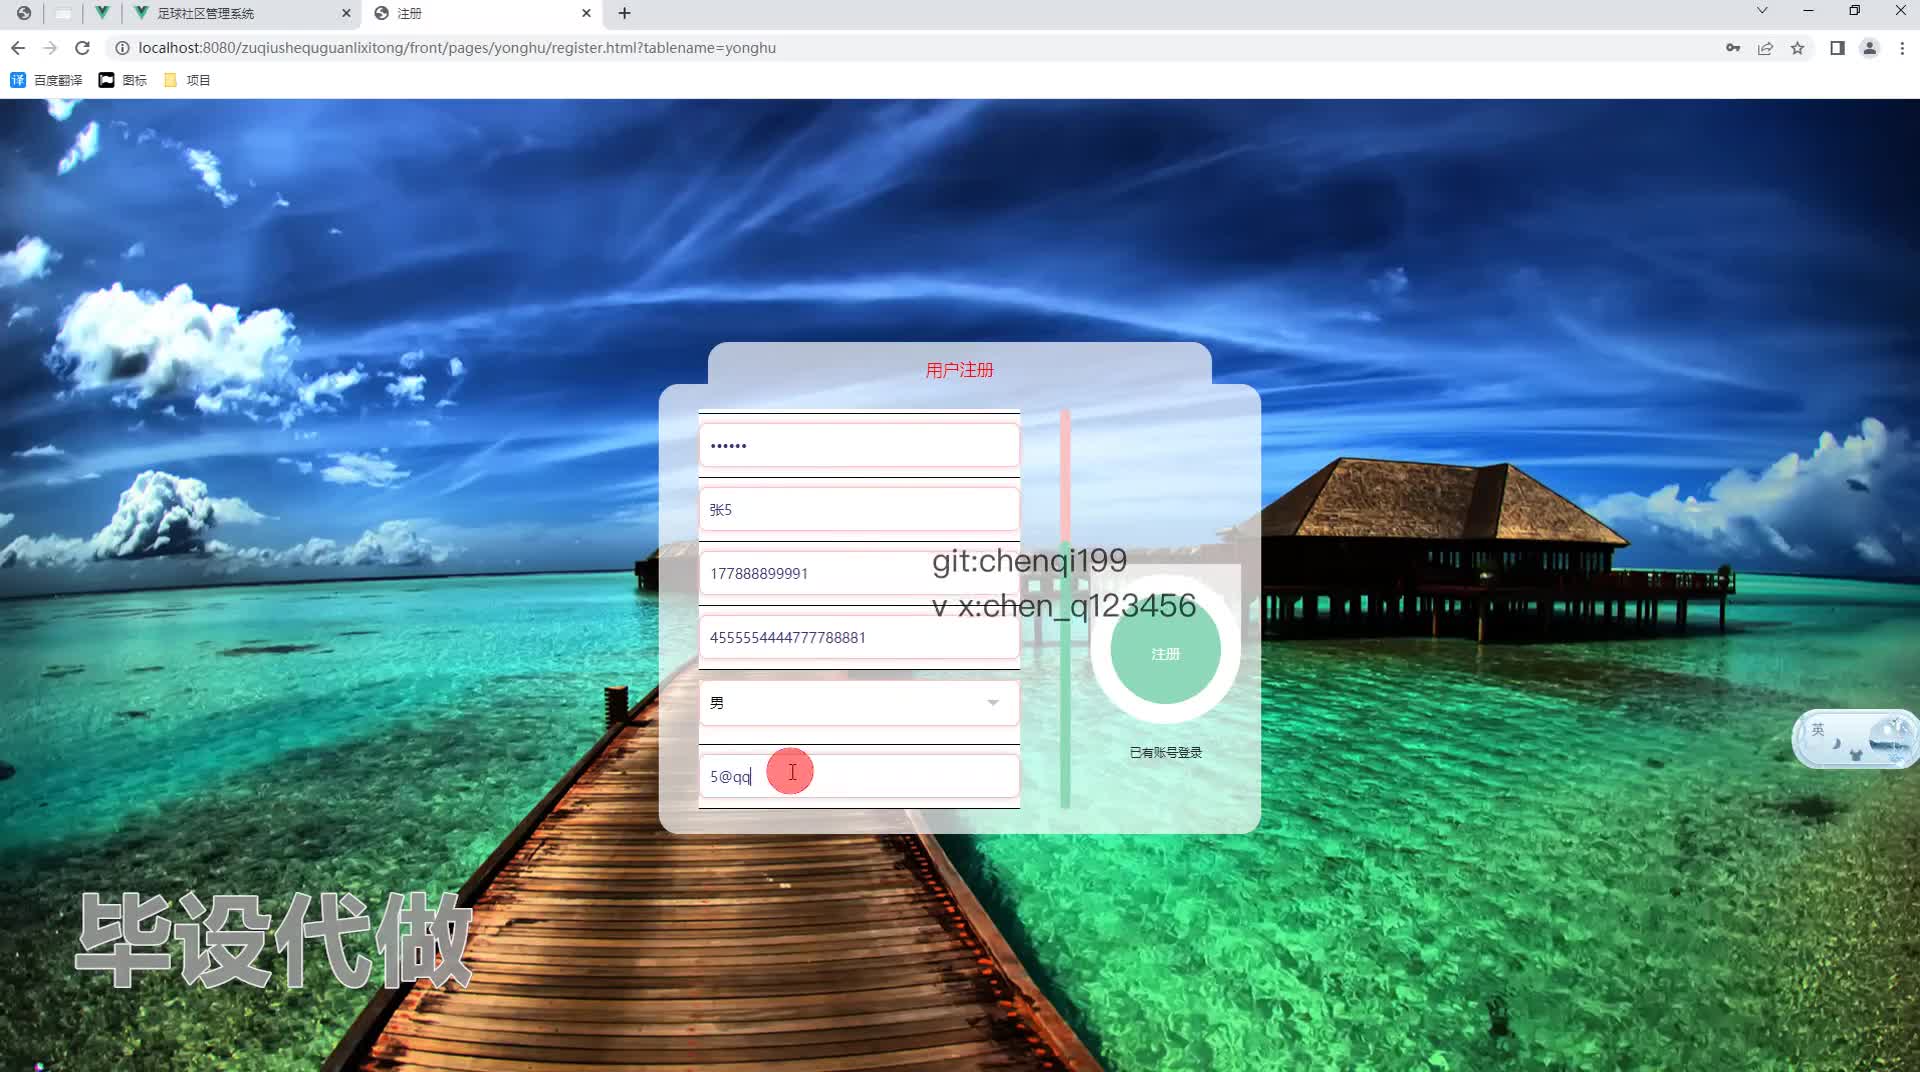 足球社区管理系统
注册
localhost:8080/zuqiushequguanlixitong/front/pages/yonghu/register.html?tablename=yonghu
译 百度翻译
图标
项目
用户注册
••••••
张5
177888899991
4555554444777788881
男
5@qq
git:chenqi199
v x:chen_q123456
注册
已有账号登录
英
毕设代做